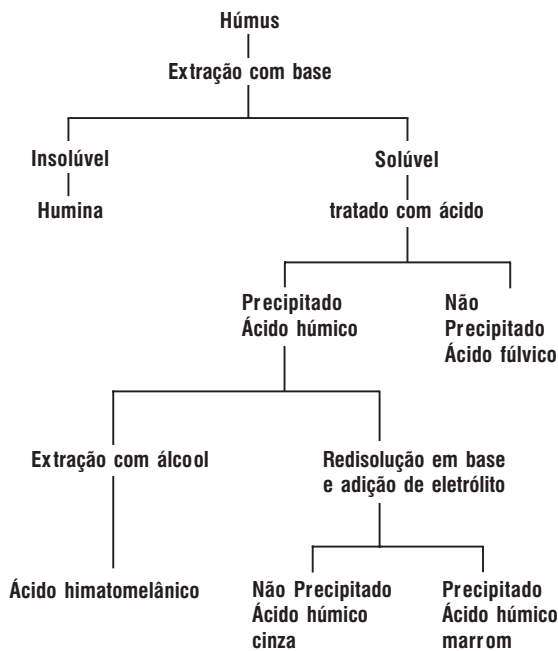 Húmus
Extração com base
Insolúvel
Solúvel
Humina
tratado com ácido
Precipitado
Ácido húmico
Não
Precipitado
Ácido fúlvico
Extração com álcool
Redisolução em base
e adição de eletrólito
Ácido himatomelânico
Não Precipitado
Ácido húmico
cinza
Precipitado
Ácido húmico
marrom